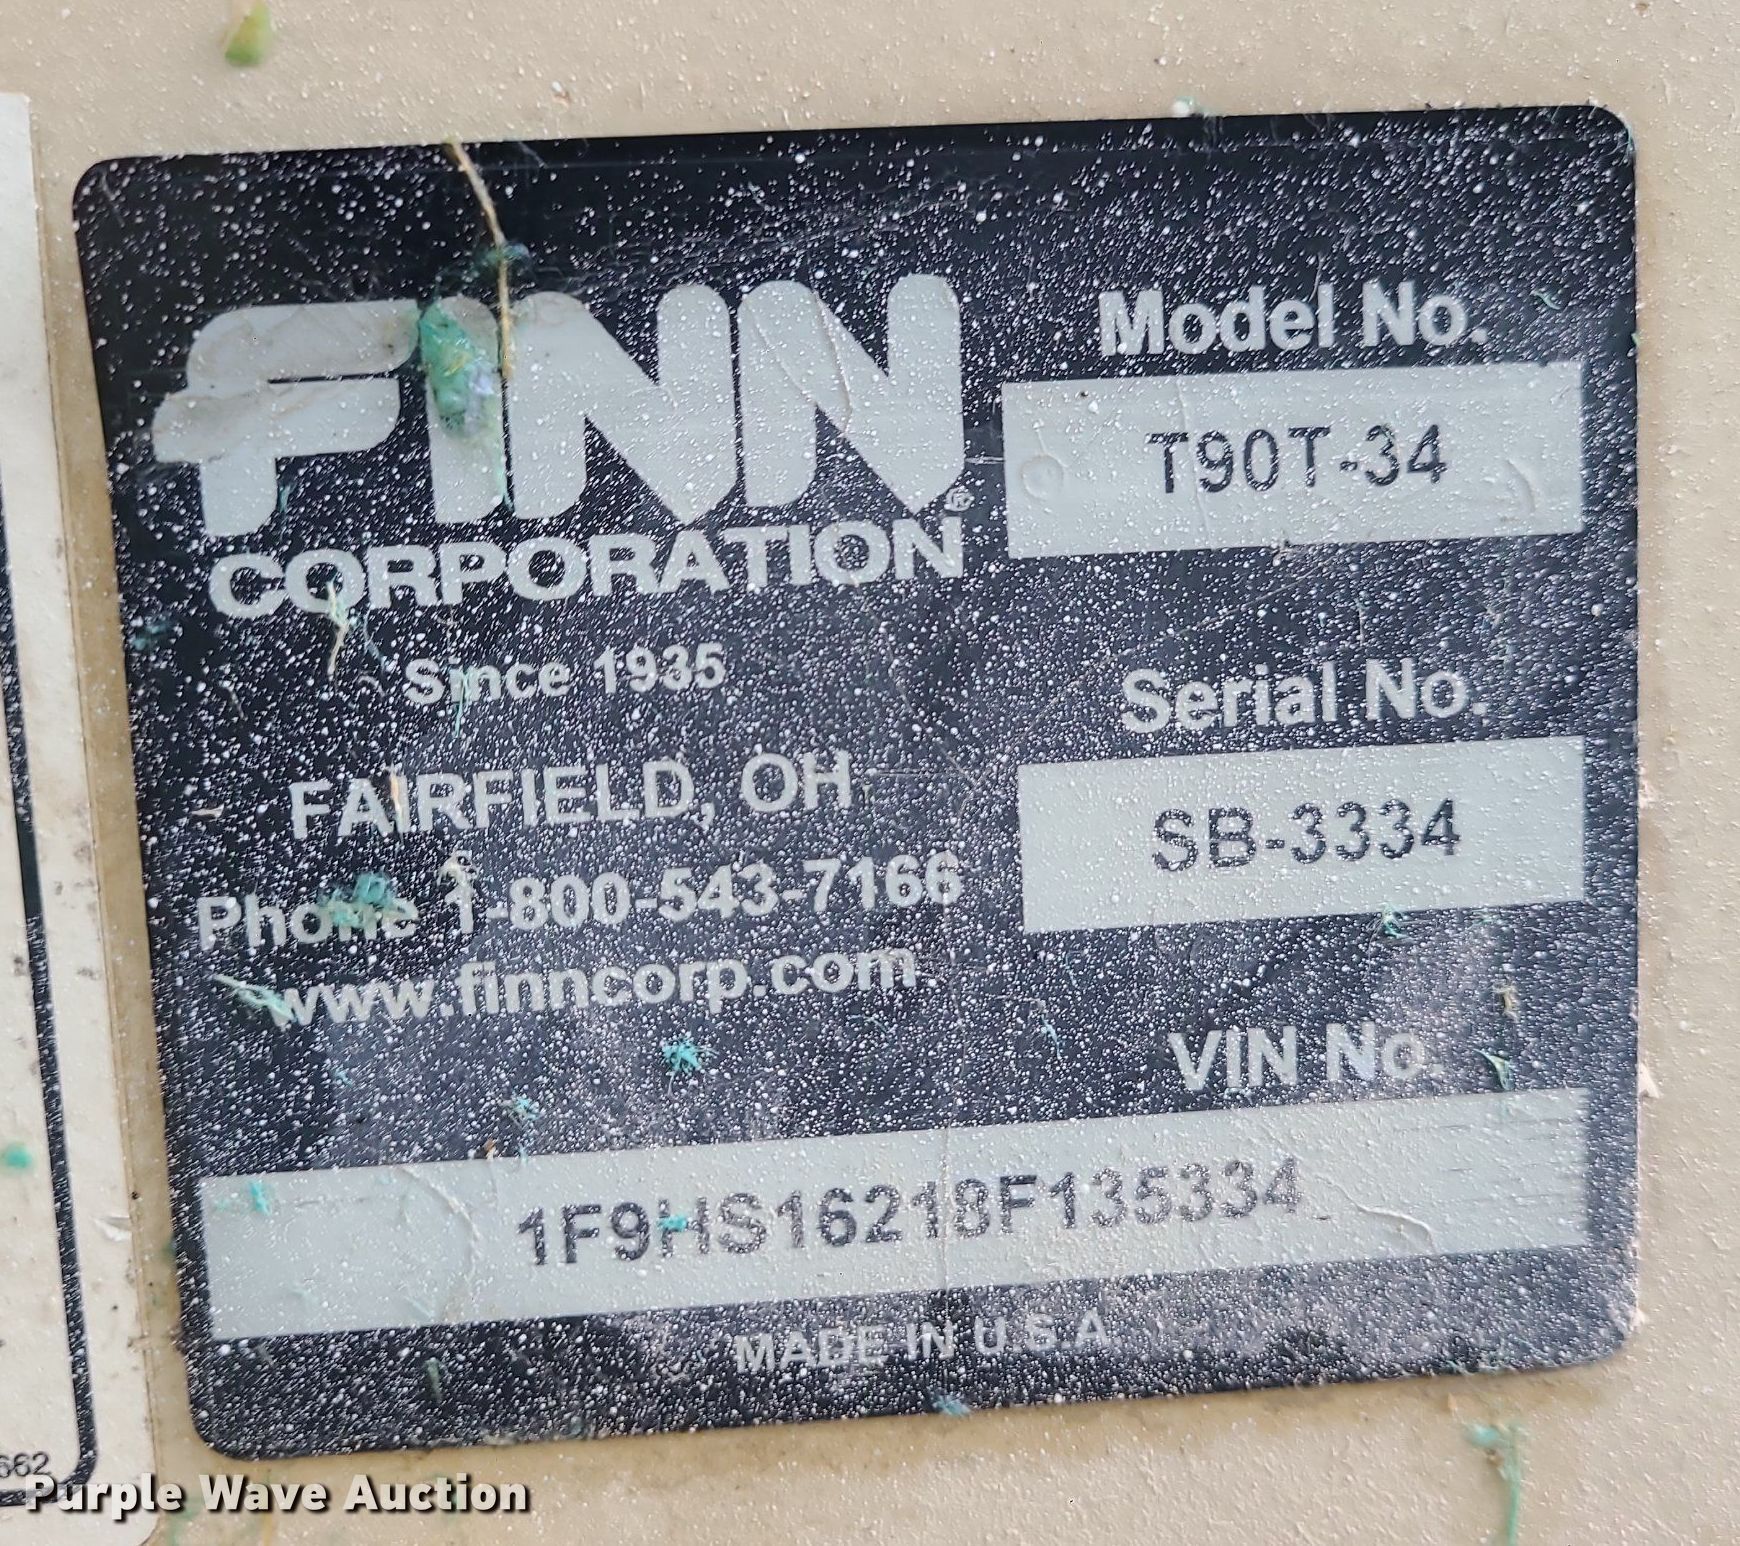 FINN®
CORPORATION
Since 1935
FAIRFIELD, OH
Phone 1-800-543-7166
www.finncorp.com
Model No.
T90T-34
Serial No.
SB-3334
VIN No.
1F9HS16218F135334
MADE IN U.S.A
662
Purple Wave Auction